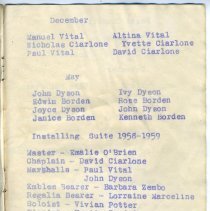 December
Manuel Vital Altina Vital
Nicholas Ciarlone Yvette Ciarlone
Paul Vital David Ciarlone
May
John Dyson Ivy Dyson
Edwin Borden Rose Borden
Joyce Dyson John Dyson
Janice Borden Kenneth Borden
Installing Suite 1958-1959
Master - Emalie O'Brien
Chaplain - David Ciarlone
Marshalls - Paul Vital
John Dyson
Emblem Bearer - Barbara Kembo
Regalia Bearer - Lorraine Marceline
Soloist - Vivian Potter